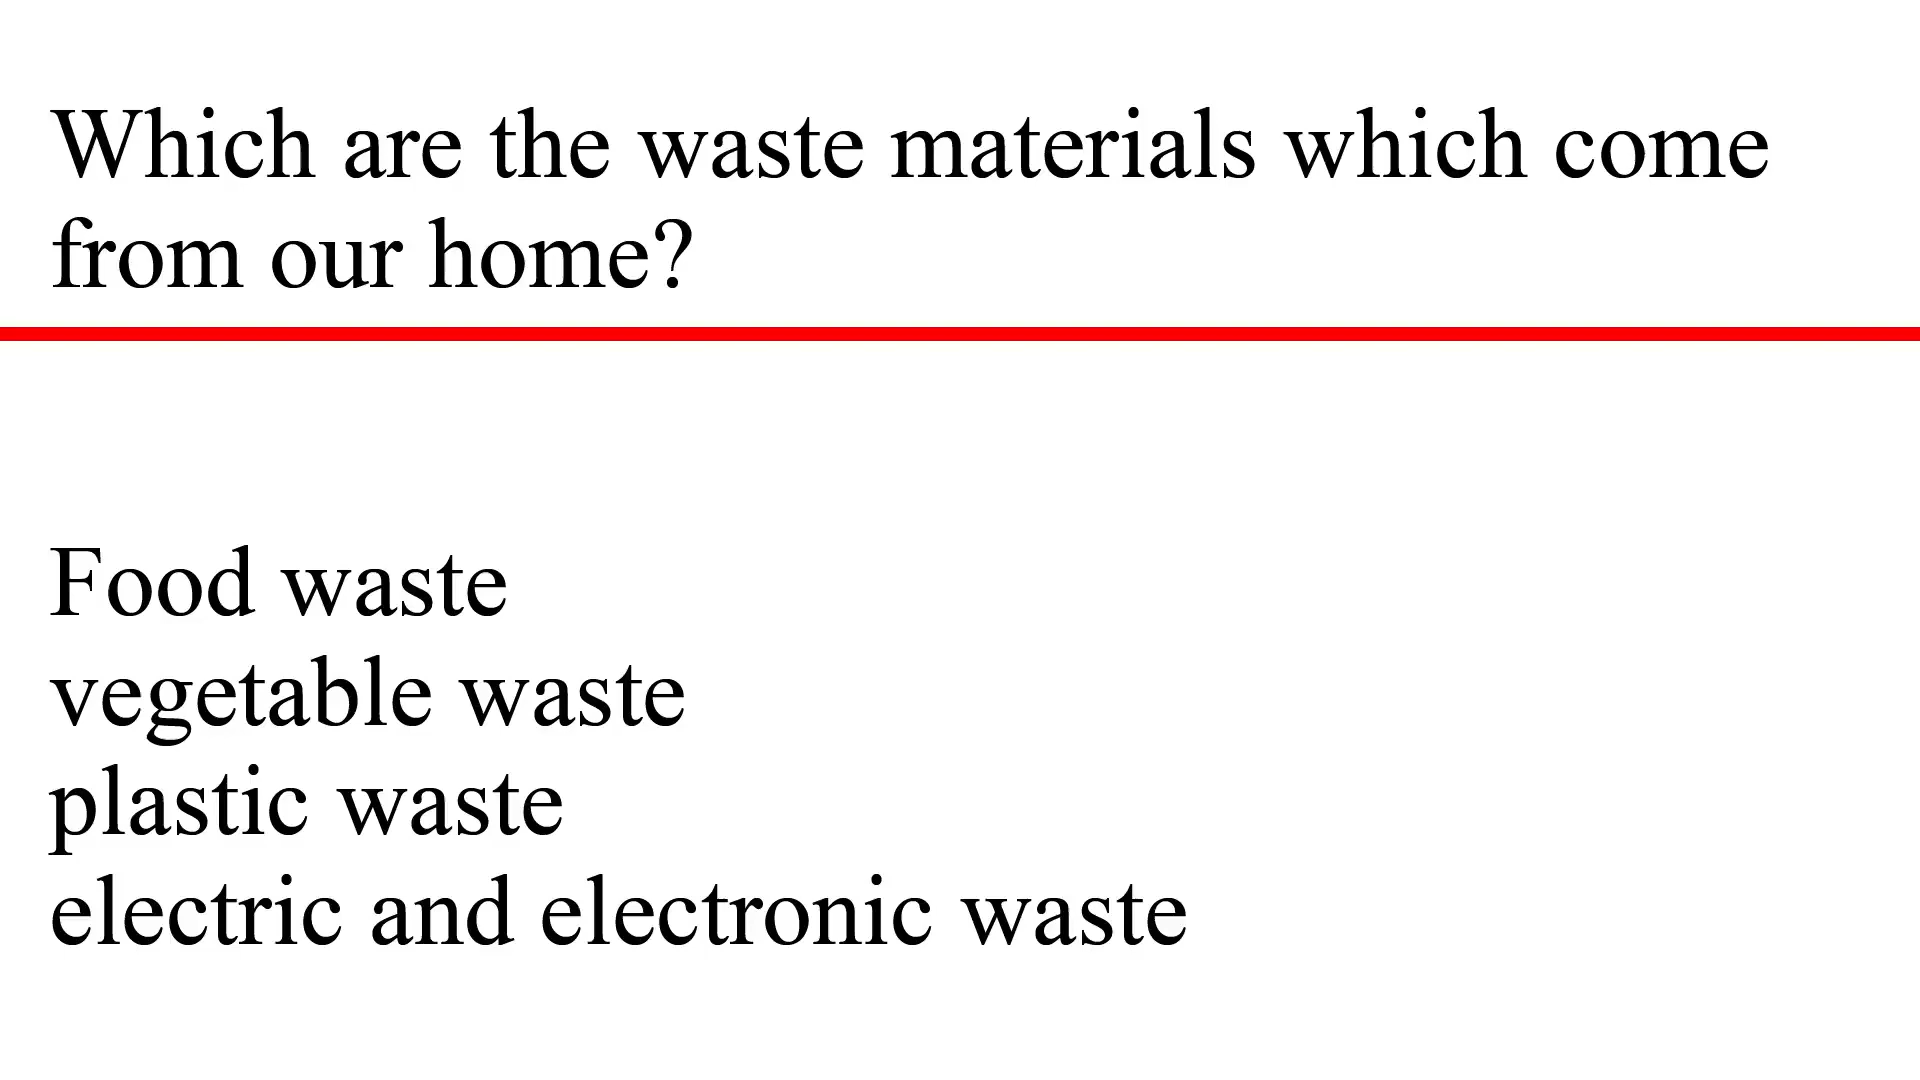 Which are the waste materials which come
from our home?
Food waste
vegetable waste
plastic waste
electric and electronic waste